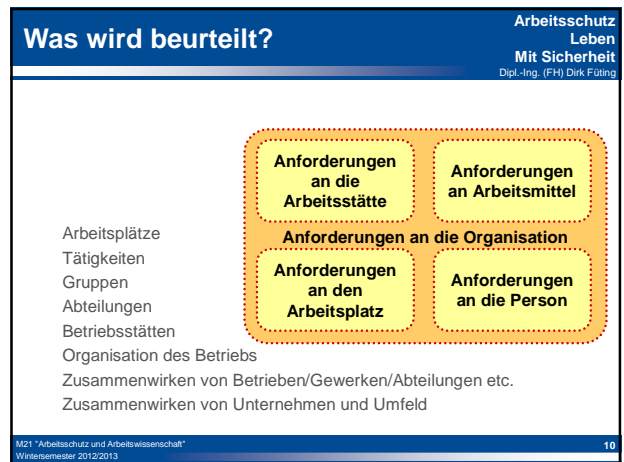 Was wird beurteilt?
Arbeitsschutz
Leben
Mit Sicherheit
Dipl.-Ing. (FH) Dirk Füting
Anforderungen
an die
Arbeitsstätte
Anforderungen
an Arbeitsmittel
Anforderungen an die Organisation
Anforderungen
an den
Arbeitsplatz
Anforderungen
an die Person
Arbeitsplätze
Tätigkeiten
Gruppen
Abteilungen
Betriebsstätten
Organisation des Betriebs
Zusammenwirken von Betrieben/Gewerken/Abteilungen etc.
Zusammenwirken von Unternehmen und Umfeld
M21 "Arbeitsschutz und Arbeitswissenschaft"
Wintersemester 2012/2013
10